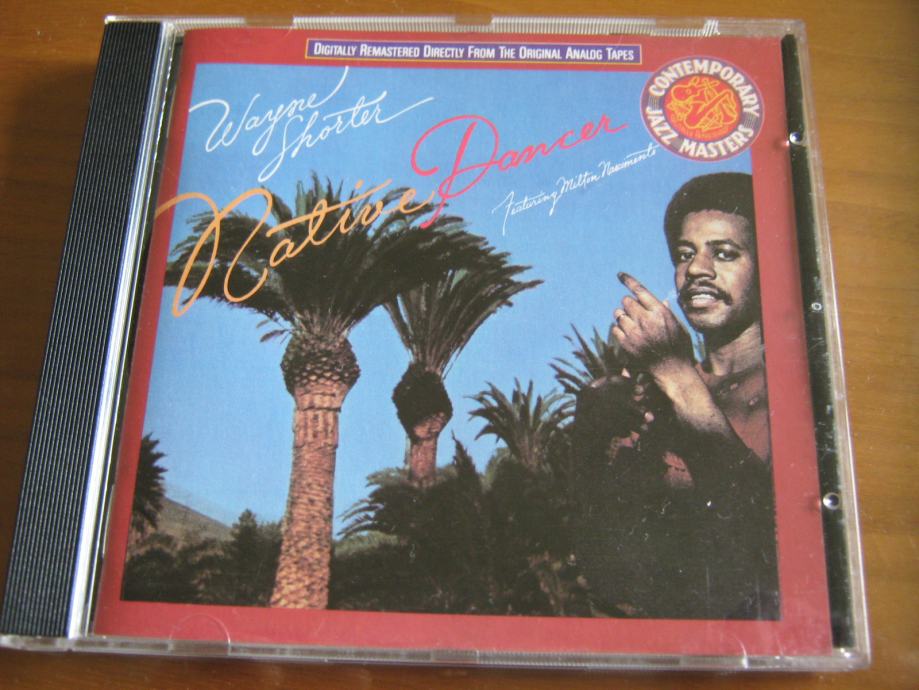 DIGITALLY REMASTERED DIRECTLY FROM THE ORIGINAL ANALOG TAPES
CONTEMPORARY
JAZZ MASTERS
Wayne
Shorter
Native Dancer
Featuring Milton Nascimento